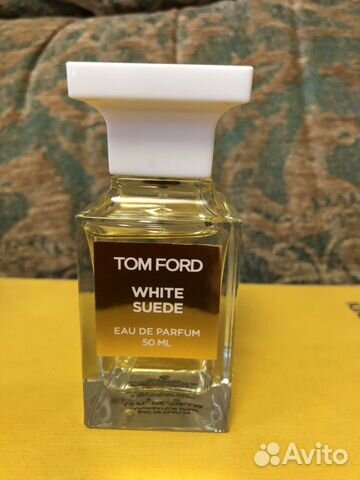 TOM FORD
WHITE
SUEDE
EAU DE PARFUM
50 ML
Avito